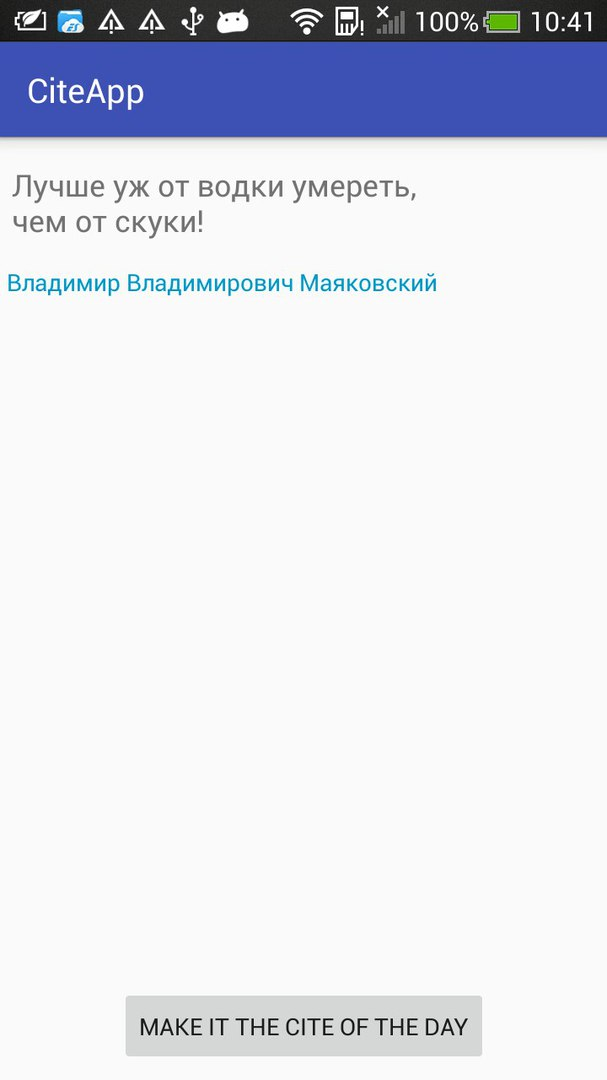 100% 10:41
CiteApp
Лучше уж от водки умереть,
чем от скуки!
Владимир Владимирович Маяковский
MAKE IT THE CITE OF THE DAY